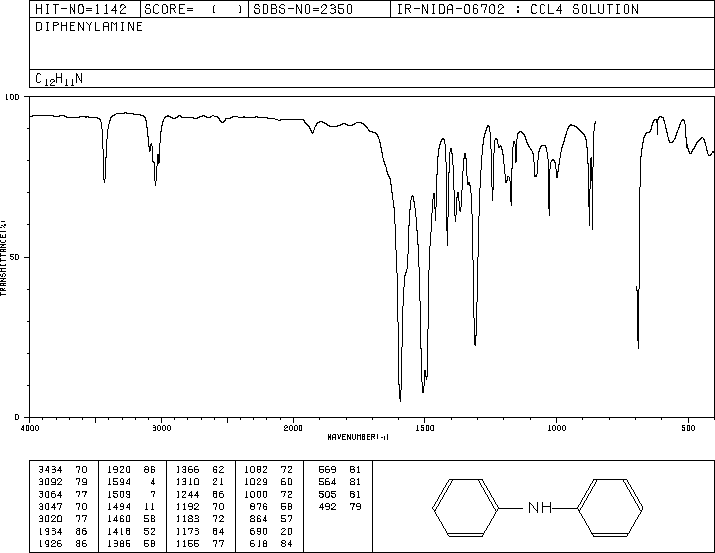 HIT-NO=1142 SCORE= ( ) SDBS-NO=2350 IR-NIDA-06702 : CCL4 SOLUTION
DIPHENYLAMINE
C12H11N
100
50
0
TRANSMITTANCE(%)
4000 3000 2000 1500 1000 500
WAVENUMBER(-1)
3434 70 1920 86 1366 62 1082 72 569 81
3092 79 1594 4 1310 21 1029 60 564 81
3064 77 1509 7 1244 66 1000 72 505 81
3047 70 1494 11 1192 70 876 58 492 79
3020 77 1460 58 1183 72 864 57
1934 86 1418 52 1173 64 690 20
1926 86 1385 58 1155 77 618 84
NH